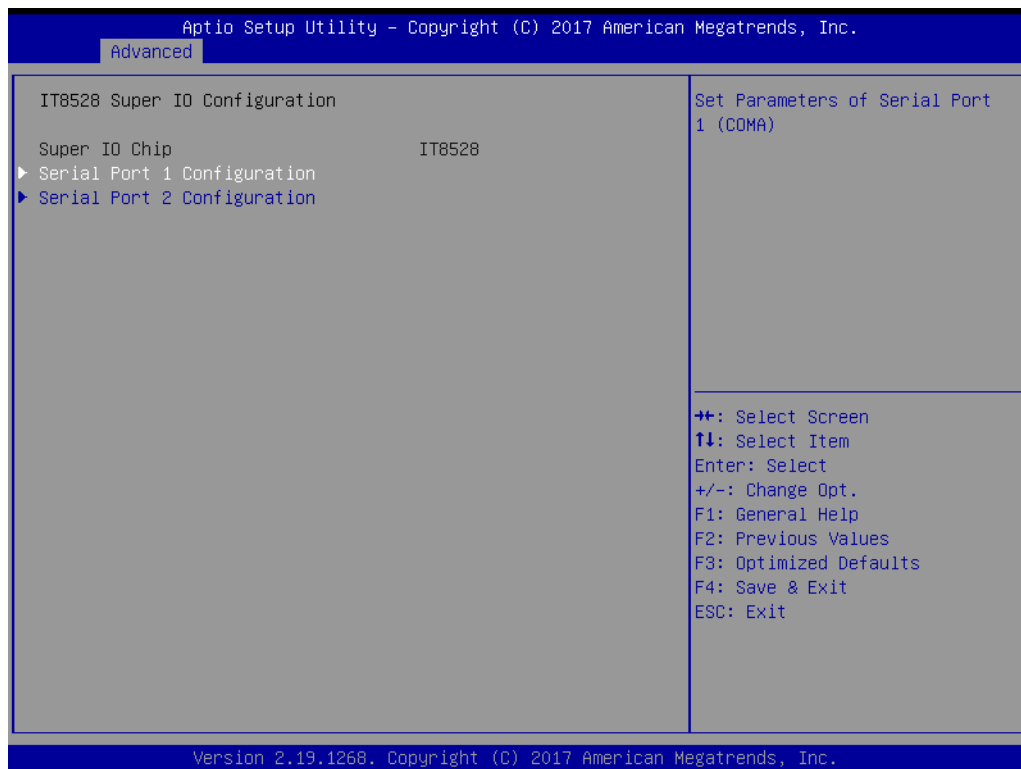 Aptio Setup Utility – Copyright (C) 2017 American Megatrends, Inc.
Advanced
IT8528 Super IO Configuration
Super IO Chip IT8528
▶ Serial Port 1 Configuration
▶ Serial Port 2 Configuration
Set Parameters of Serial Port
1 (COMA)
→←: Select Screen
↑↓: Select Item
Enter: Select
+/-: Change Opt.
F1: General Help
F2: Previous Values
F3: Optimized Defaults
F4: Save & Exit
ESC: Exit
Version 2.19.1268. Copyright (C) 2017 American Megatrends, Inc.